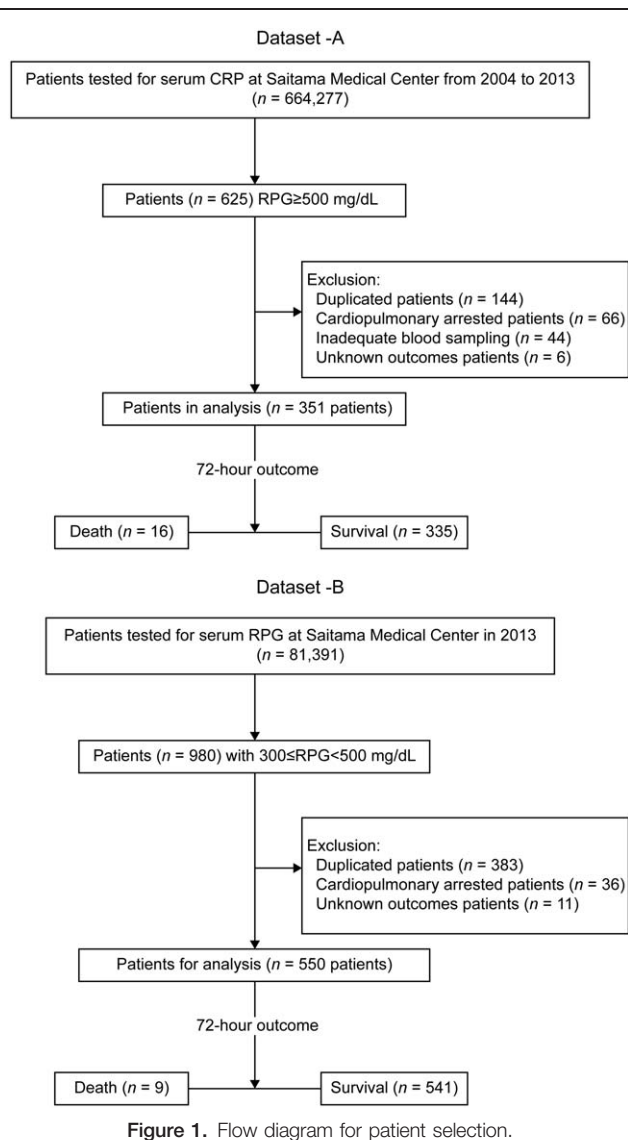 Dataset -A
Patients tested for serum CRP at Saitama Medical Center from 2004 to 2013
(n = 664,277)
Patients (n = 625) RPG≥500 mg/dL
Exclusion:
Duplicated patients (n = 144)
Cardiopulmonary arrested patients (n = 66)
Inadequate blood sampling (n = 44)
Unknown outcomes patients (n = 6)
Patients in analysis (n = 351 patients)
72-hour outcome
Death (n = 16)
Survival (n = 335)
Dataset -B
Patients tested for serum RPG at Saitama Medical Center in 2013
(n = 81,391)
Patients (n = 980) with 300≤RPG<500 mg/dL
Exclusion:
Duplicated patients (n = 383)
Cardiopulmonary arrested patients (n = 36)
Unknown outcomes patients (n = 11)
Patients for analysis (n = 550 patients)
72-hour outcome
Death (n = 9)
Survival (n = 541)
Figure 1. Flow diagram for patient selection.